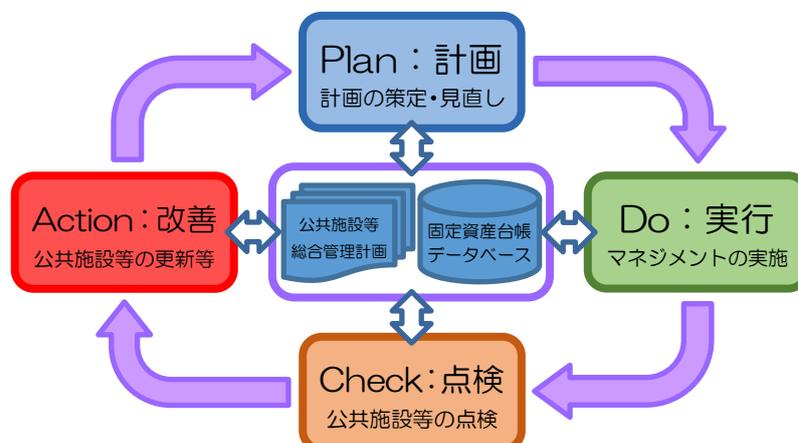 Plan：計画
計画の策定・見直し
Action：改善
公共施設等の更新等
公共施設等
総合管理計画
固定資産台帳
データベース
Do：実行
マネジメントの実施
Check：点検
公共施設等の点検